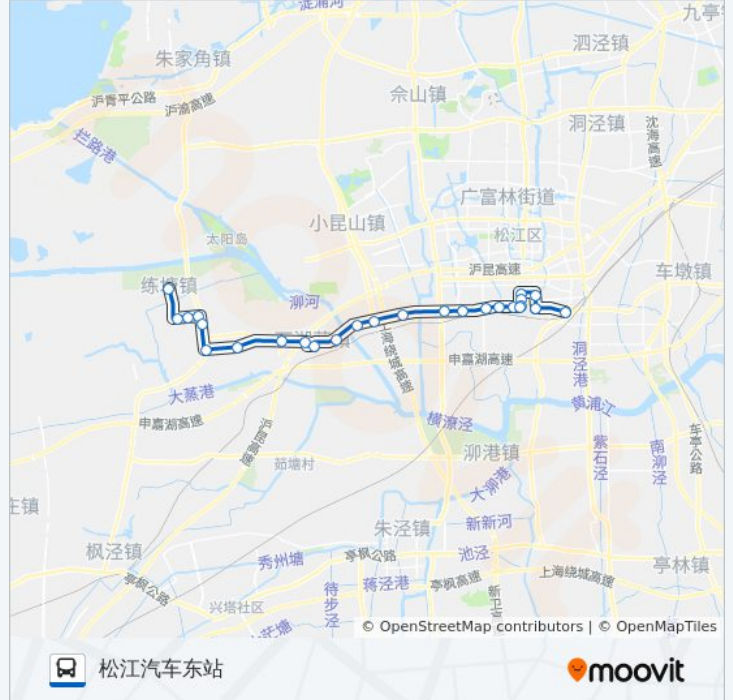 淀浦河
九亭
朱家角镇
泗泾镇
沪青平公路
沪渝高速
佘山镇
洞泾镇
沈海高速
拦路港
广富林街道
小昆山镇
松江区
太阳岛
沪昆高速
车墩镇
练塘镇
泖河
上海绕城高速
申嘉湖高速
洞泾港
大蒸港
黄浦江
申嘉湖高速
横潦泾
车亭公路
紫石泾
南泖泾
泖港镇
茹塘村
大泖港
庄镇
朱泾镇
新新河
枫泾镇
秀州塘
亭枫公路
池泾
亭林镇
蒋泾港
亭枫高速
上海绕城高速
亭枫公路
待步泾
兴塔社区
© OpenStreetMap contributors | © OpenMapTiles
松江汽车东站
moovit